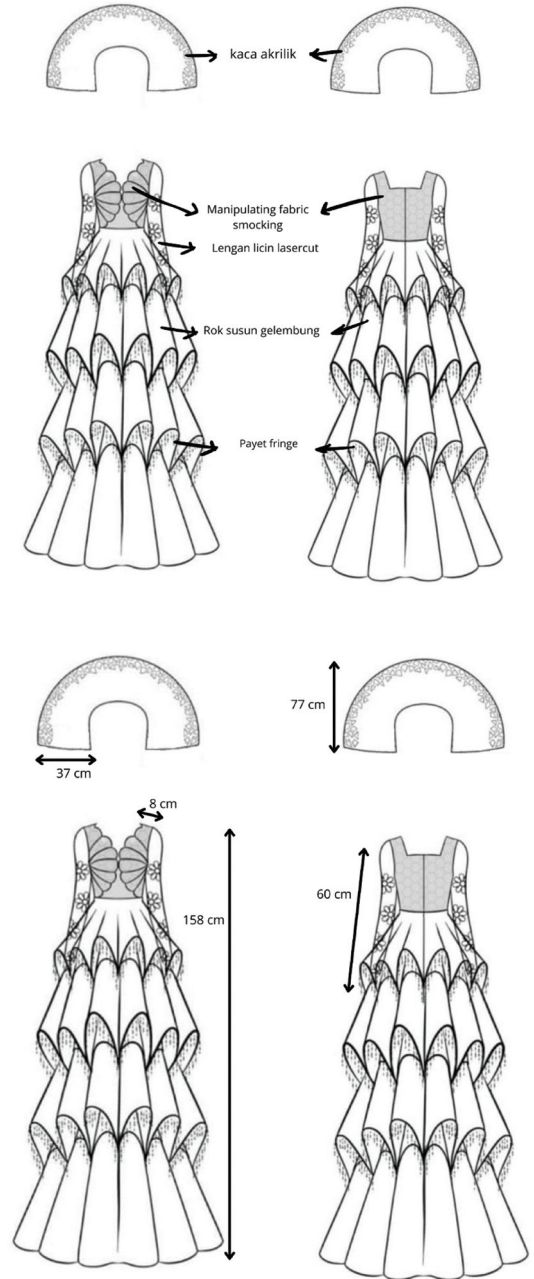 kaca akrilik
Manipulating fabric
smocking
Lengan licin lasercut
Rok susun gelembung
Payet fringe
77 cm
37 cm
8 cm
158 cm
60 cm